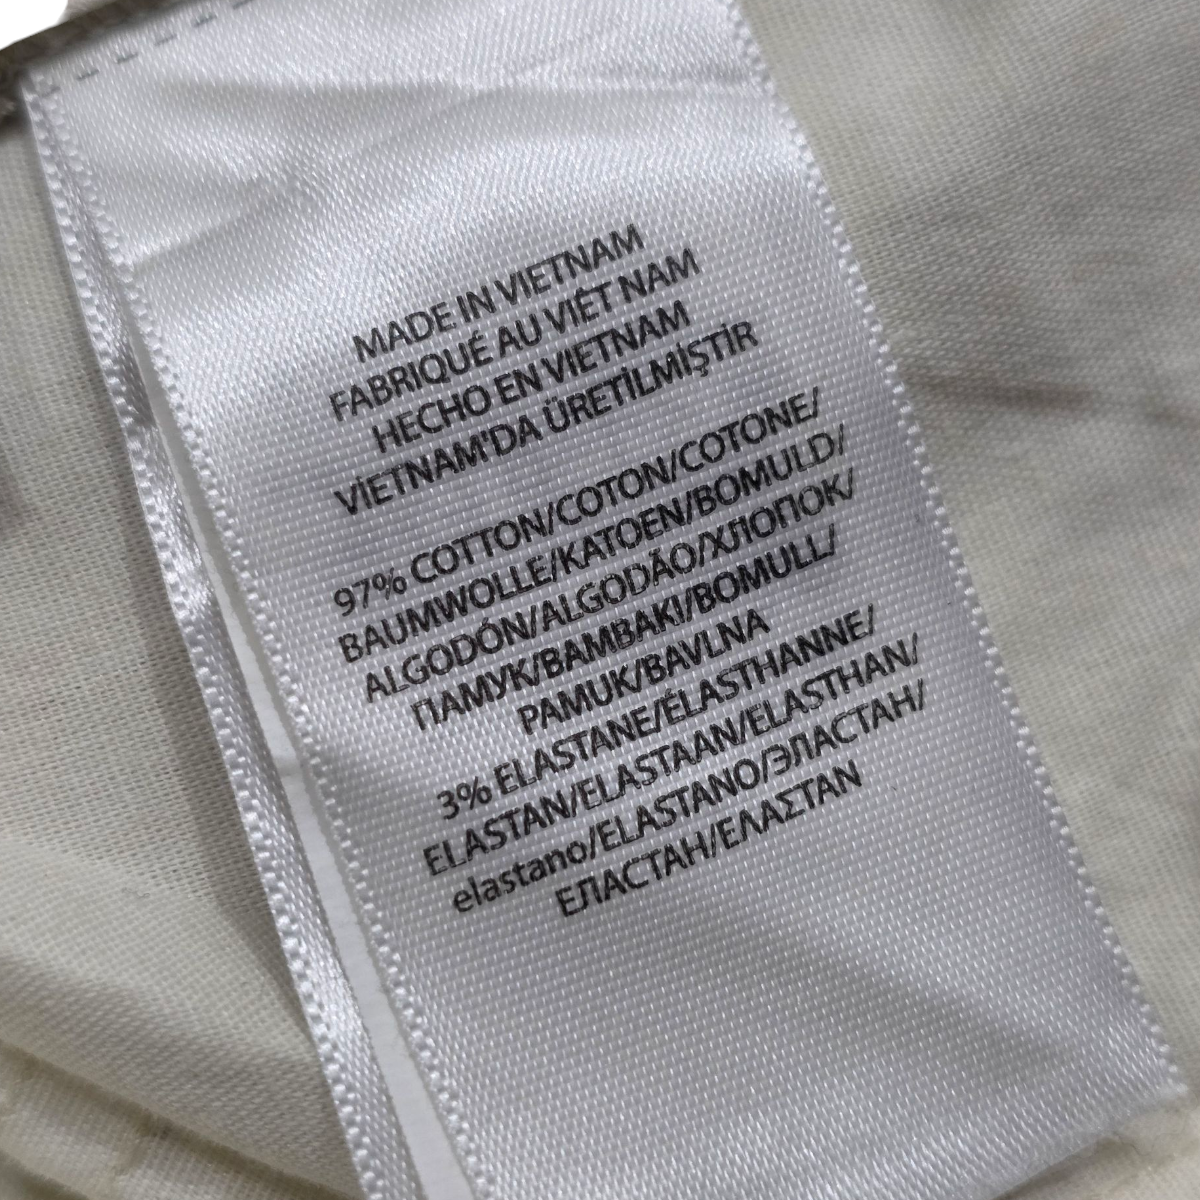 MADE IN VIETNAM
FABRIQUÉ AU VIÊT NAM
HECHO EN VIETNAM
VİETNAM'DA ÜRETİLMİŞTİR
97% COTTON/COTON/COTONE/
BAUMWOLLE/KATOEN/BOMULD/
ALGODÓN/ALGODÃO/ХЛОПОК/
ПАМУК/BAMBAKI/BOMULL/
PAMUK/BAVLNA
3% ELASTANE/ÉLASTHANNE/
ELASTAN/ELASTAAN/ELASTHAN/
elastano/ELASTANO/ЭЛАСТАН/
ЕЛАСТАН/ΕΛΑΣΤΑΝ